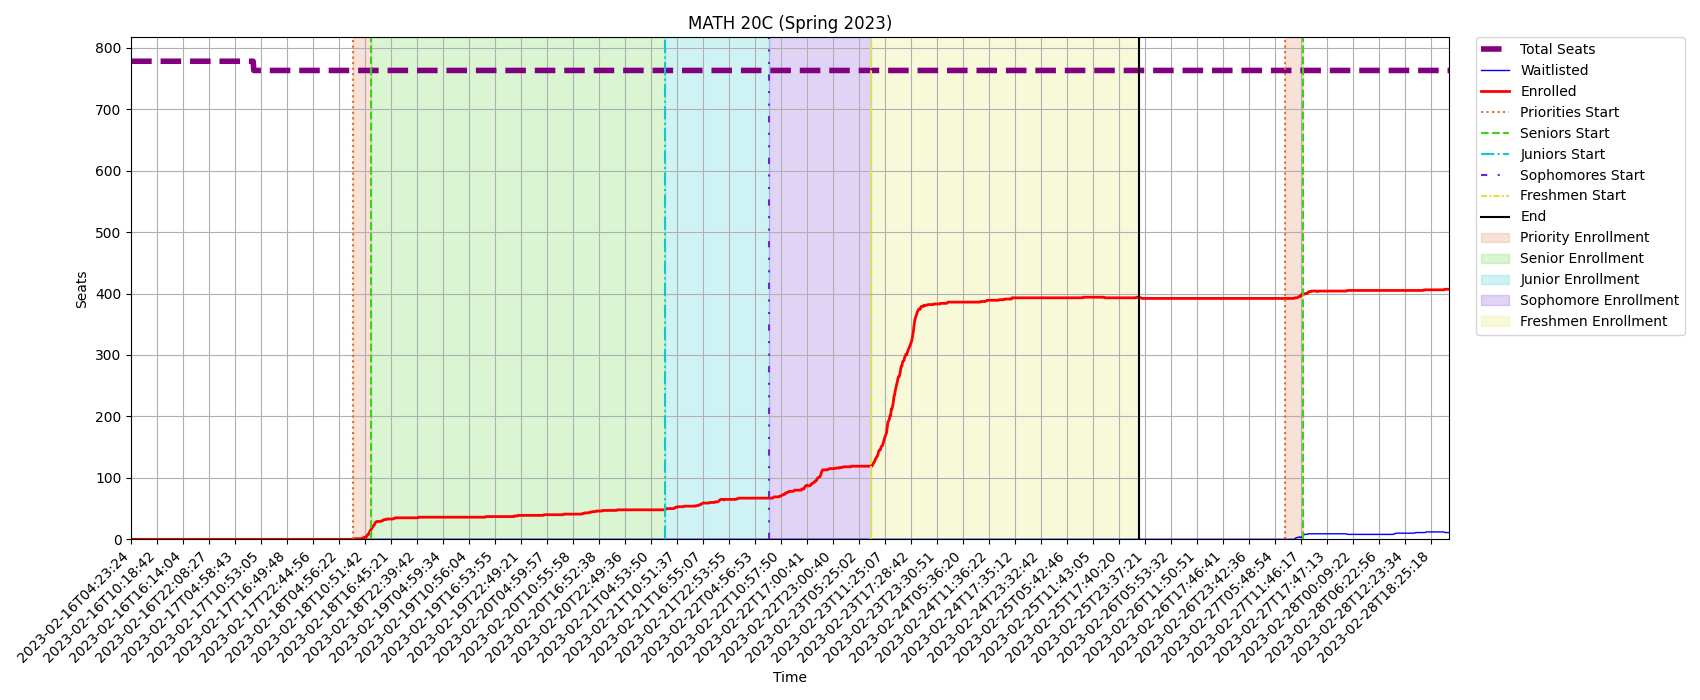 MATH 20C (Spring 2023)
Seats
800
700
600
500
400
300
200
100
0
2023-02-16T04:23:24
2023-02-16T10:18:42
2023-02-16T16:14:04
2023-02-16T22:08:27
2023-02-17T04:58:43
2023-02-17T10:53:05
2023-02-17T16:49:48
2023-02-17T22:44:56
2023-02-18T04:56:22
2023-02-18T10:51:42
2023-02-18T16:45:21
2023-02-18T22:39:42
2023-02-19T04:59:34
2023-02-19T10:56:04
2023-02-19T16:53:55
2023-02-19T22:49:21
2023-02-20T04:59:57
2023-02-20T10:55:58
2023-02-20T16:52:38
2023-02-20T22:49:36
2023-02-21T04:53:50
2023-02-21T10:51:37
2023-02-21T16:55:07
2023-02-21T22:53:55
2023-02-22T04:56:53
2023-02-22T10:57:50
2023-02-22T17:00:41
2023-02-22T23:00:40
2023-02-23T05:25:02
2023-02-23T11:25:07
2023-02-23T17:28:42
2023-02-23T23:30:51
2023-02-24T05:36:20
2023-02-24T11:36:22
2023-02-24T17:35:12
2023-02-24T23:32:42
2023-02-25T05:42:46
2023-02-25T11:43:05
2023-02-25T17:40:20
2023-02-25T23:37:21
2023-02-26T05:53:32
2023-02-26T11:50:51
2023-02-26T17:46:41
2023-02-26T23:42:36
2023-02-27T05:48:54
2023-02-27T11:46:17
2023-02-27T17:47:13
2023-02-28T00:09:22
2023-02-28T06:22:56
2023-02-28T12:23:34
2023-02-28T18:25:18
Time
Total Seats
Waitlisted
Enrolled
Priorities Start
Seniors Start
Juniors Start
Sophomores Start
Freshmen Start
End
Priority Enrollment
Senior Enrollment
Junior Enrollment
Sophomore Enrollment
Freshmen Enrollment